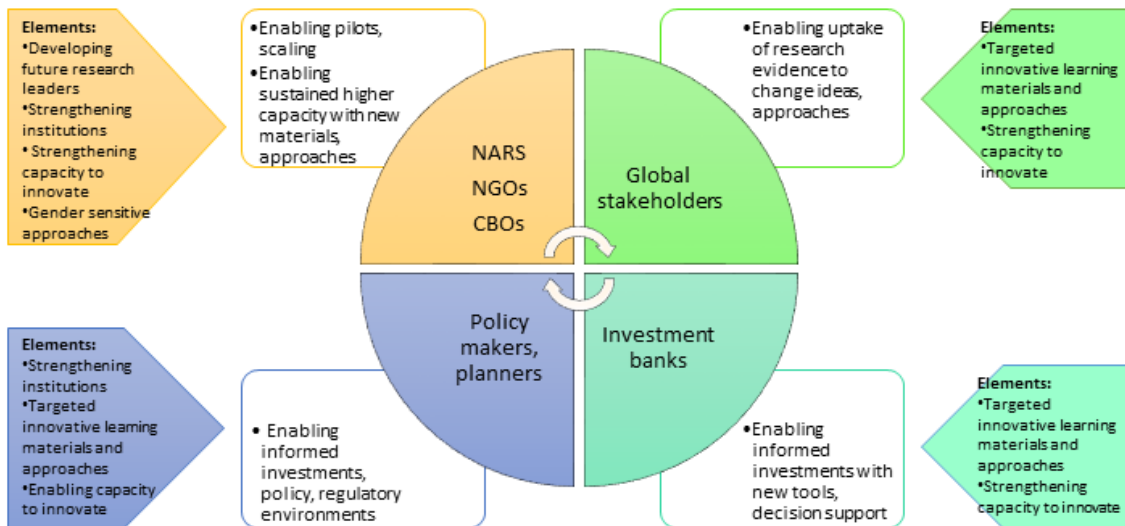 Elements:
•Developing
future research
leaders
•Strengthening
institutions
• Strengthening
capacity to
innovate
•Gender sensitive
approaches
•Enabling pilots,
scaling
•Enabling
sustained higher
capacity with new
materials,
approaches
NARS
NGOs
CBOs
Global
stakeholders
•Enabling uptake
of research
evidence to
change ideas,
approaches
Elements:
•Targeted
innovative learning
materials and
approaches
•Strengthening
capacity to
innovate
Elements:
•Strengthening
institutions
•Targeted
innovative learning
materials and
approaches
•Enabling capacity
to innovate
• Enabling
informed
investments,
policy, regulatory
environments
Policy
makers,
planners
Investment
banks
•Enabling
informed
investments with
new tools,
decision support
Elements:
•Targeted
innovative learning
materials and
approaches
•Strengthening
capacity to innovate